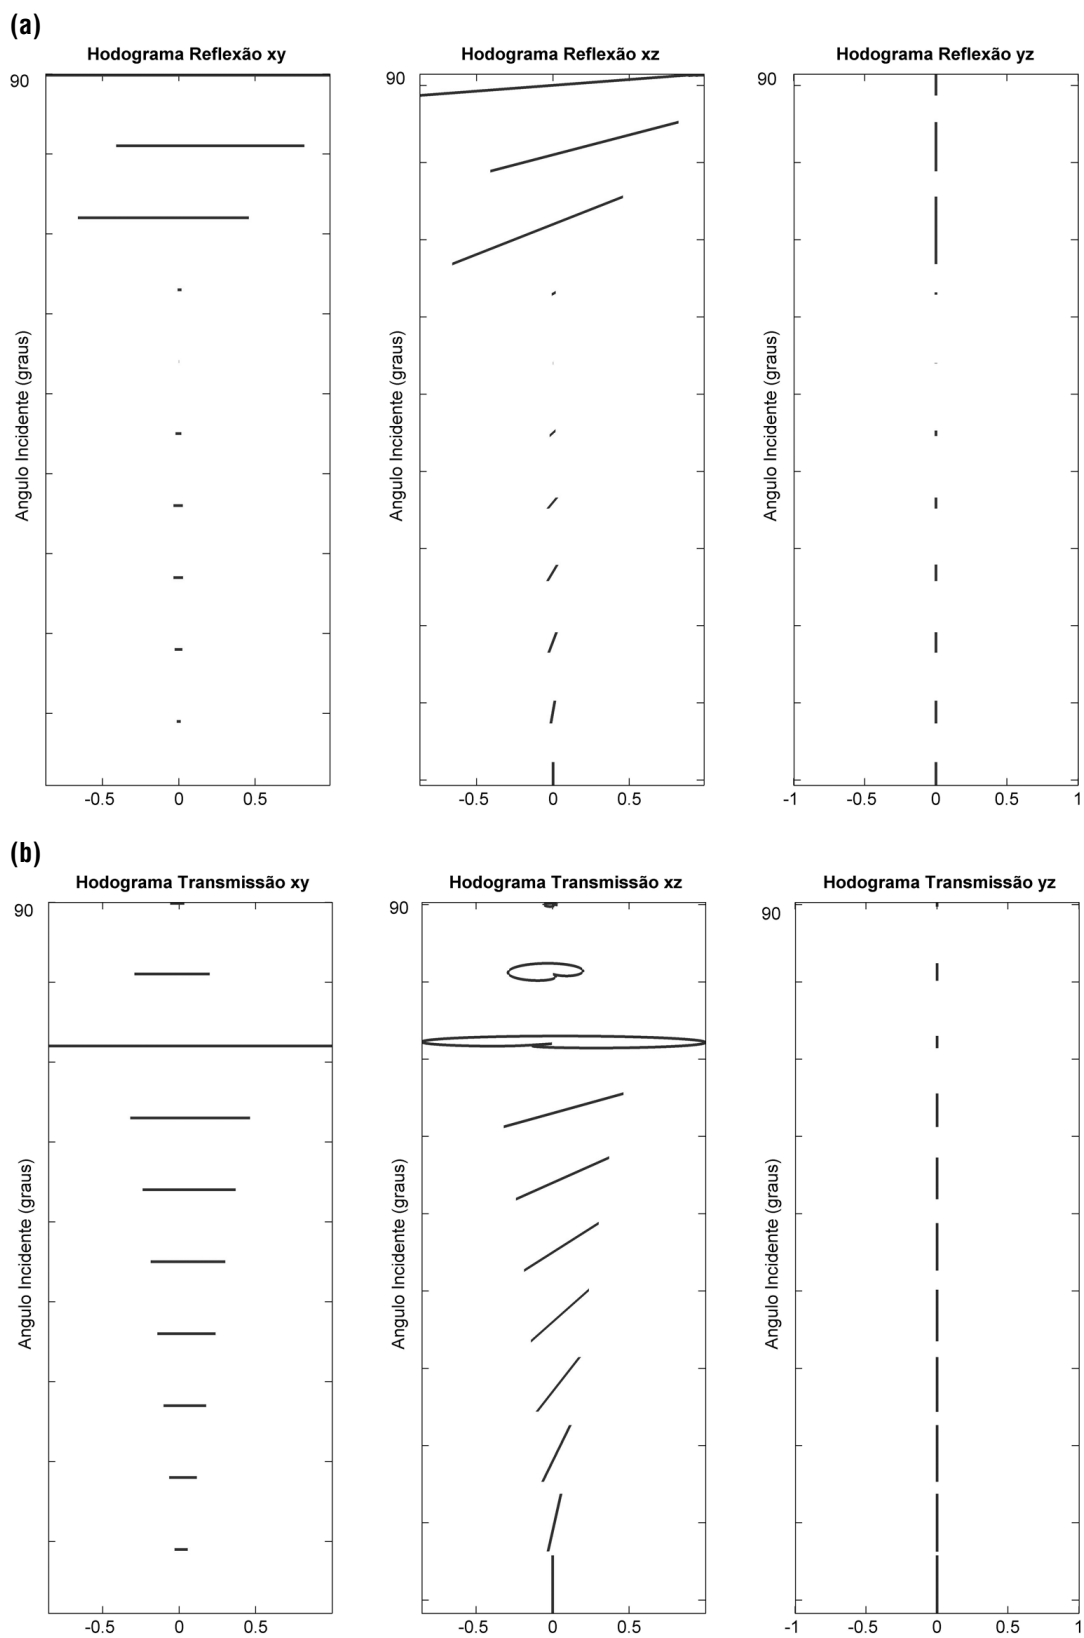 (a)
Hodograma Reflexão xy
Hodograma Reflexão xz
Hodograma Reflexão yz
90
90
90
Angulo Incidente (graus)
Angulo Incidente (graus)
Angulo Incidente (graus)
-0.5 0 0.5
-0.5 0 0.5
-1 -0.5 0 0.5 1
(b)
Hodograma Transmissão xy
Hodograma Transmissão xz
Hodograma Transmissão yz
90
90
90
Angulo Incidente (graus)
Angulo Incidente (graus)
Angulo Incidente (graus)
-0.5 0 0.5
-0.5 0 0.5
-1 -0.5 0 0.5 1